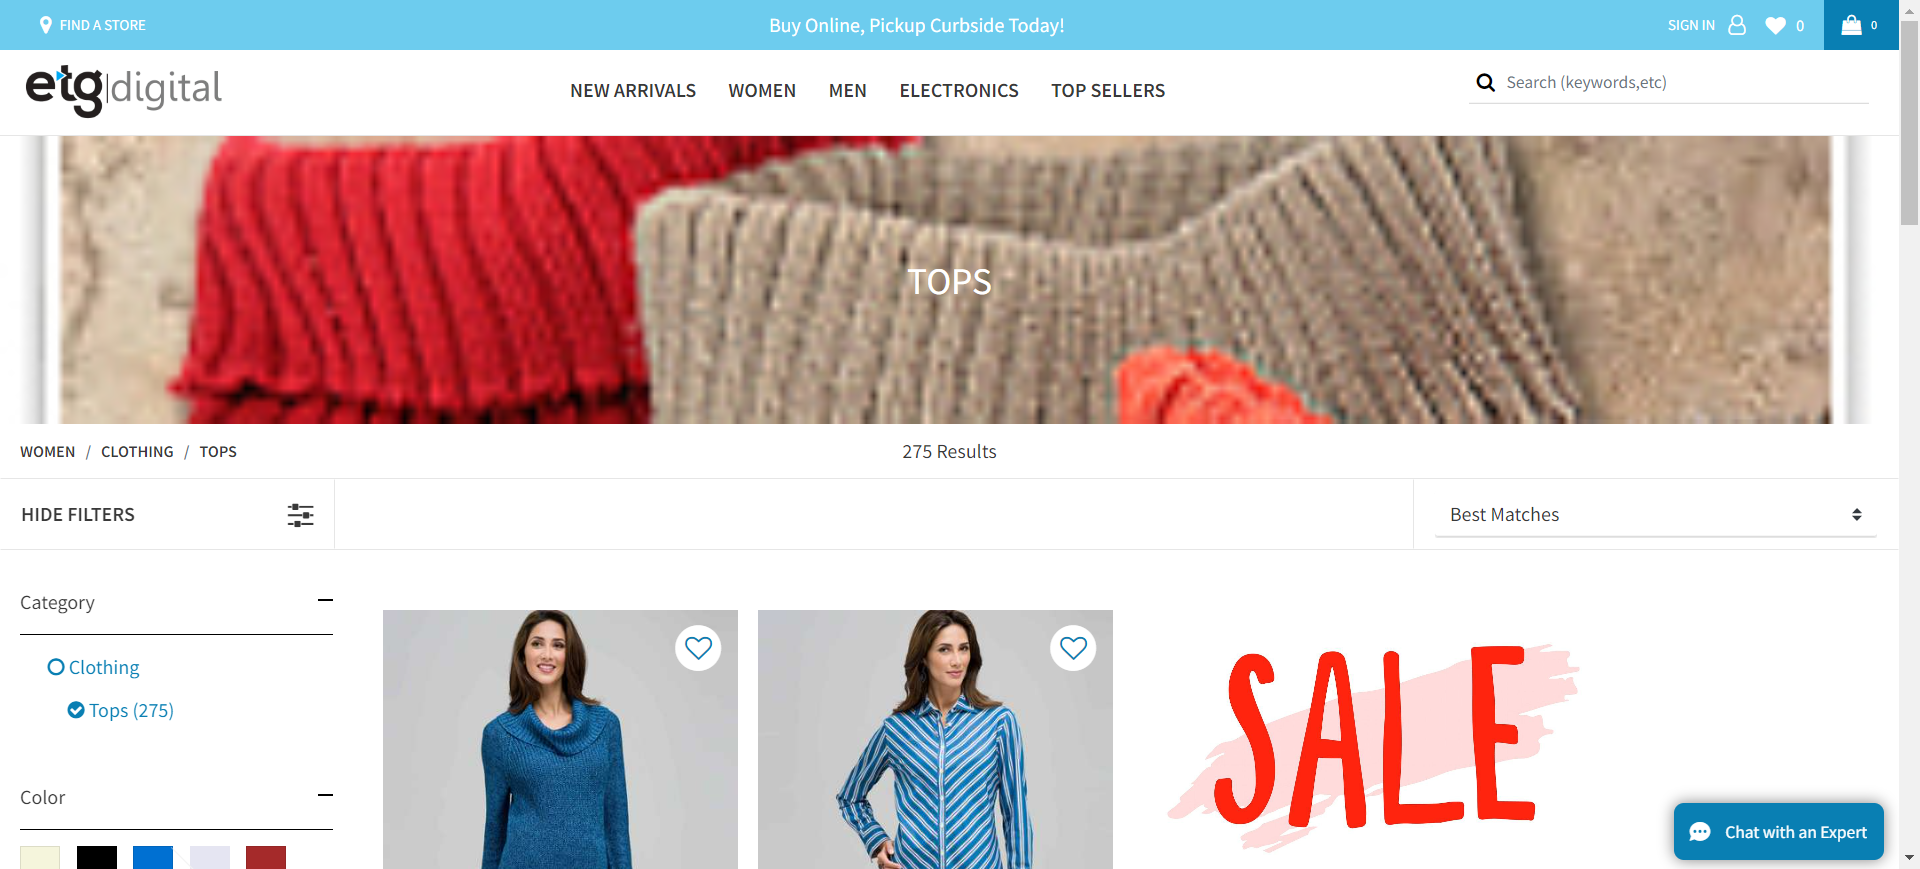 FIND A STORE
Buy Online, Pickup Curbside Today!
SIGN IN
0
0
etg|digital
NEW ARRIVALS
WOMEN
MEN
ELECTRONICS
TOP SELLERS
Search (keywords,etc)
TOPS
WOMEN / CLOTHING / TOPS
275 Results
HIDE FILTERS
Best Matches
Category
Clothing
Tops (275)
Color
SALE
Chat with an Expert